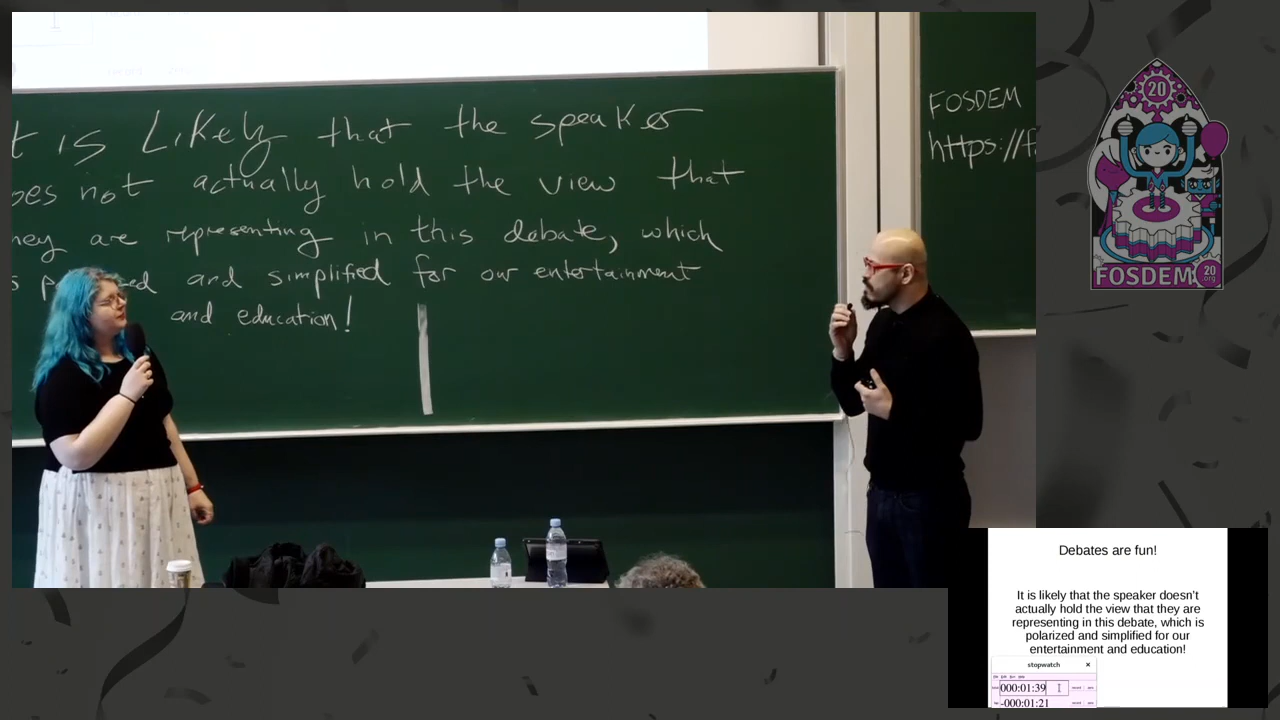 t is Likely that the speaker
oes not actually hold the view that
hey are representing in this debate, which
s and simplified for our entertainment
and education!
FOSDEM
https://f
20
FOSDEM 20
.org
Debates are fun!
It is likely that the speaker doesn't
actually hold the view that they are
representing in this debate, which is
polarized and simplified for our
entertainment and education!
stopwatch
000:01:39
-000:01:21